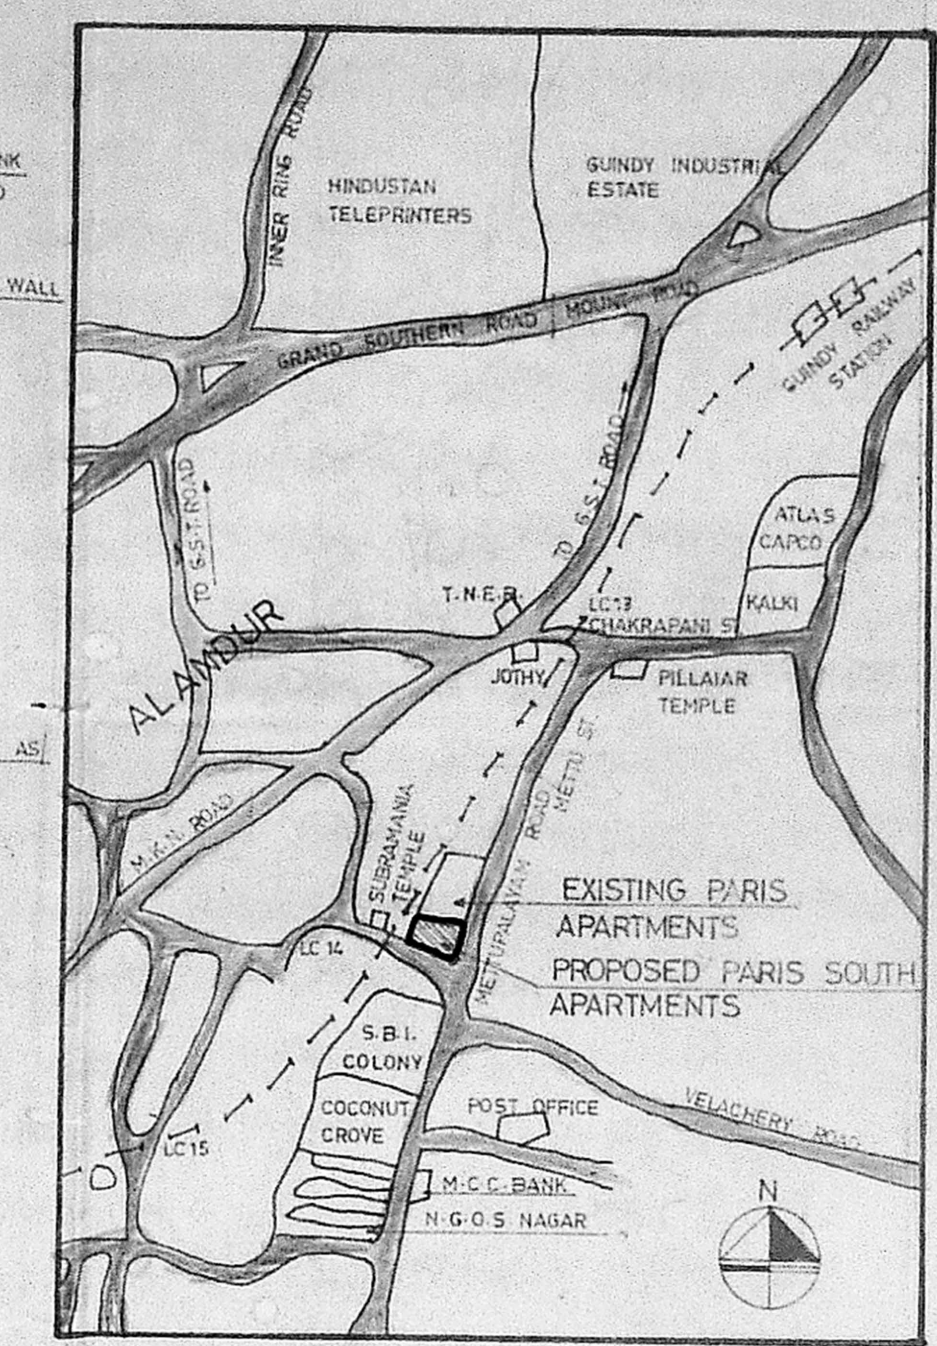 NK
WALL
AS
INNER RING ROAD
HINDUSTAN
TELEPRINTERS
GUINDY INDUSTRIAL
ESTATE
GRAND SOUTHERN ROAD
MOUNT ROAD
GUINDY RAILWAY
STATION
TO G.S.T. ROAD
TO G.S.T. ROAD
ATLAS
CAPCO
KALKI
T.N.E.B.
LC 13
CHAKRAPANI ST
ALAMDUR
JOTHY
PILLAIAR
TEMPLE
METTU ST
M.K.N. ROAD
SUBRAMANIA
TEMPLE
METTUPALAYAM ROAD
EXISTING PARIS
APARTMENTS
LC 14
PROPOSED PARIS SOUTH
APARTMENTS
S.B.I.
COLONY
COCONUT
CROVE
POST OFFICE
VELACHERY ROAD
LC 15
M.C.C. BANK
N.G.O.S NAGAR
N